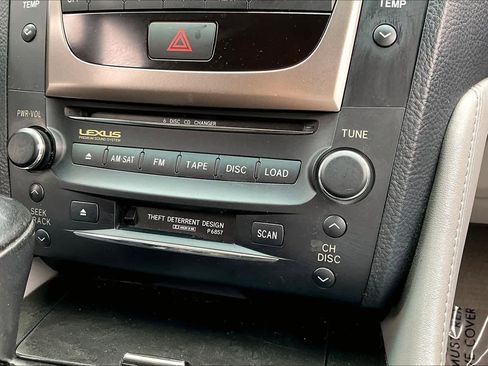 TEMP
TEMP
6 DISC CD CHANGER
PWR·VOL
LEXUS
PREMIUM SOUND SYSTEM
TUNE
AM·SAT
FM
TAPE
DISC
LOAD
SEEK
TRACK
THEFT DETERRENT DESIGN
P6857
SCAN
CH
DISC
COVER